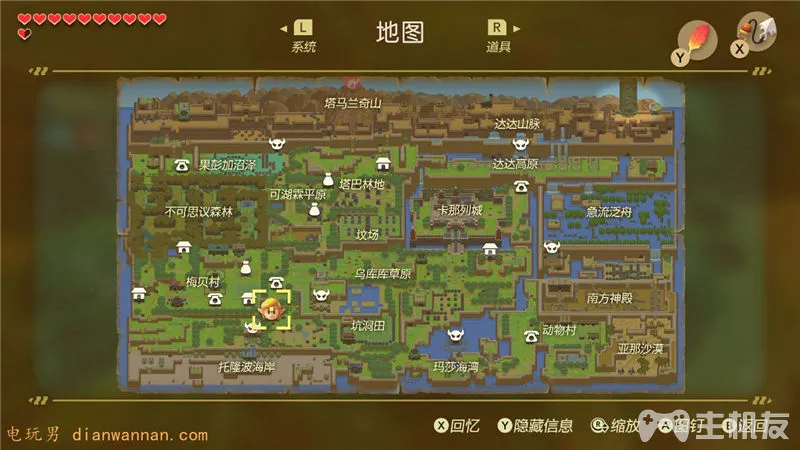 L
地图
R
系统
道具
Y
X
塔马兰奇山
达达山脉
果彭加沼泽
达达高原
塔巴林地
可湖霖平原
不可思议森林
卡那列城
急流泛舟
坟场
梅贝村
乌库库草原
南方神殿
坑洞田
动物村
亚那沙漠
托隆波海岸
玛莎海湾
X回忆
Y隐藏信息
缩放
A图钉
B返回
电玩男 dianwannan.com
主机友